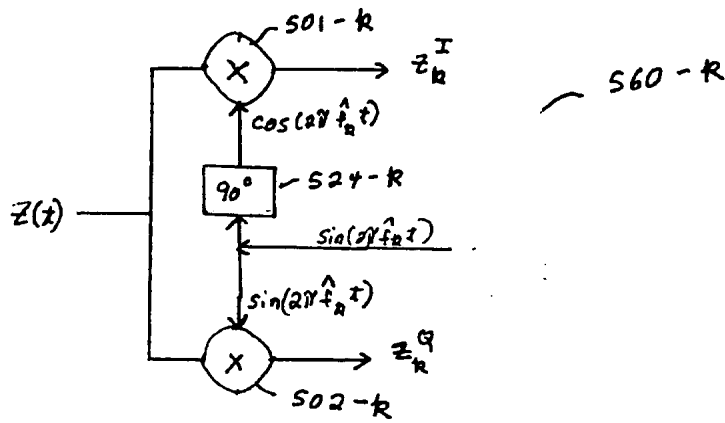 501-k
X
z_k^I
560-k
cos(2π f̂_k t)
90°
524-k
Z(t)
sin(2π f̂_k t)
sin(2π f̂_k t)
X
z_k^Q
502-k